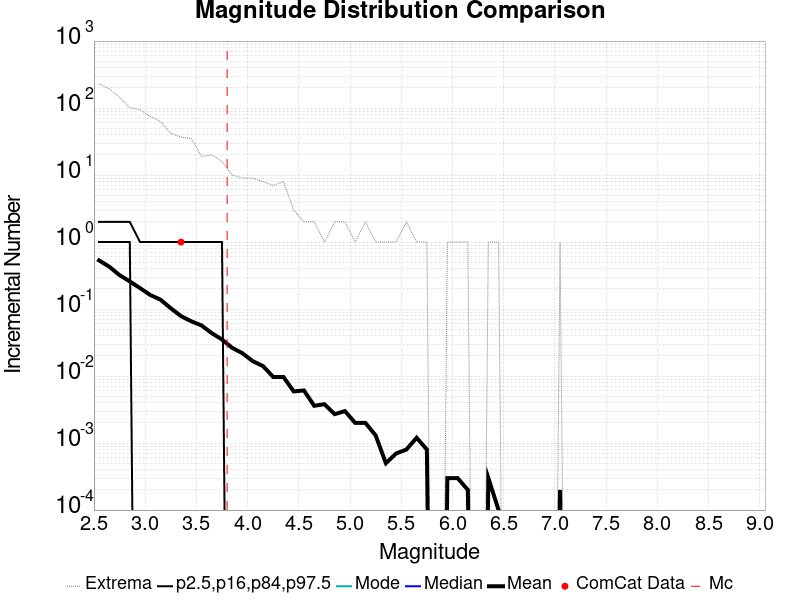 Magnitude Distribution Comparison
10 3
10 2
10 1
10 0
10 -1
10 -2
10 -3
10 -4
Incremental Number
2.5 3.0 3.5 4.0 4.5 5.0 5.5 6.0 6.5 7.0 7.5 8.0 8.5 9.0
Magnitude
Extrema p2.5,p16,p84,p97.5 Mode Median Mean ComCat Data Mc